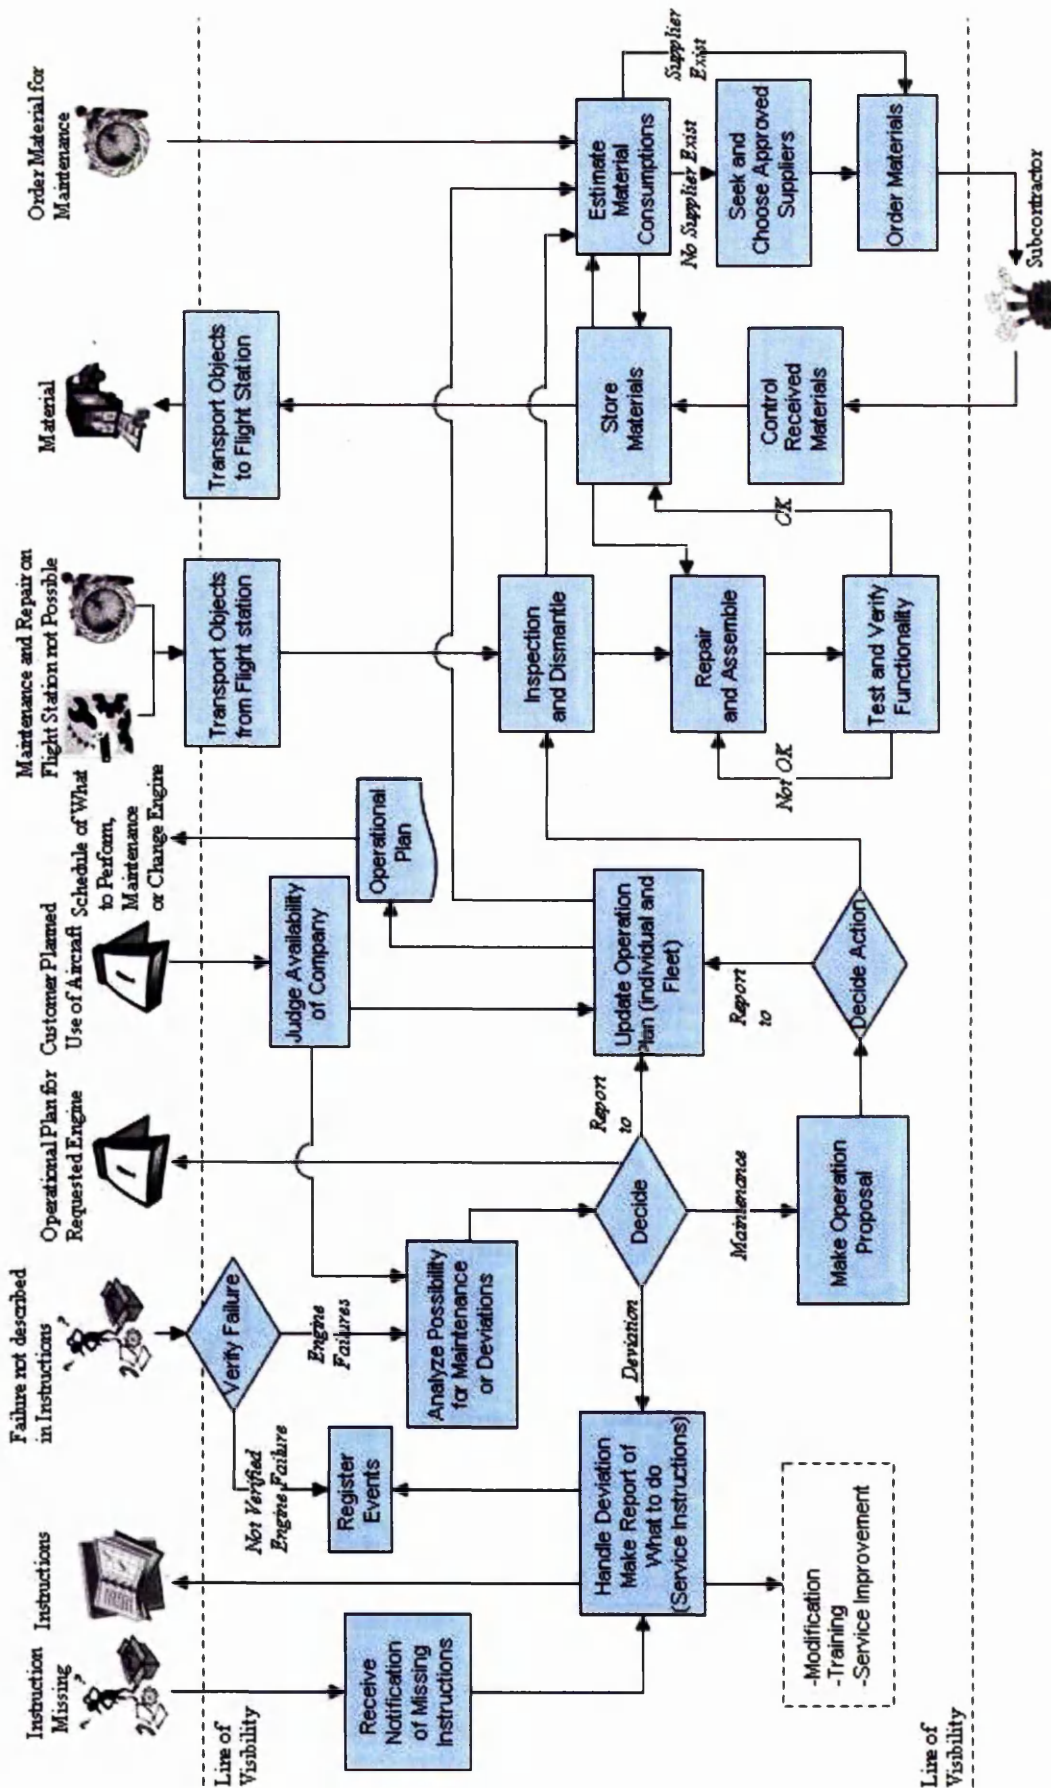 Instruction
Missing
Instructions
Failure not described
in Instructions
Operational Plan for
Requested Engine
Customer Planned
Use of Aircraft
Schedule of What
to Perform,
Maintenance
or Change Engine
Maintenance and Repair on
Flight Station not Possible
Material
Order Material for
Maintenance
Line of
Visibility
Verify Failure
Transport Objects
from Flight station
Transport Objects
to Flight Station
Not Verified
Engine Failure
Engine
Failures
Judge Availability
of Company
Receive
Notification
of Missing
Instructions
Register
Events
Analyze Possibility
for Maintenance
or Deviations
Operational
Plan
Inspection
and Dismantle
Handle Deviation
Make Report of
What to do
(Service Instructions)
Deviation
Decide
Report
to
Update Operation
Plan (individual and
Fleet)
Store
Materials
Estimate
Material
Consumptions
Supplier
Exist
No Supplier Exist
Maintenance
Report
to
Repair
and Assemble
Not OK
OK
Control
Received
Materials
Seek and
Choose Approved
Suppliers
-Modification
-Training
-Service Improvement
Make Operation
Proposal
Decide Action
Test and Verify
Functionality
Order Materials
Line of
Visibility
Subcontractor